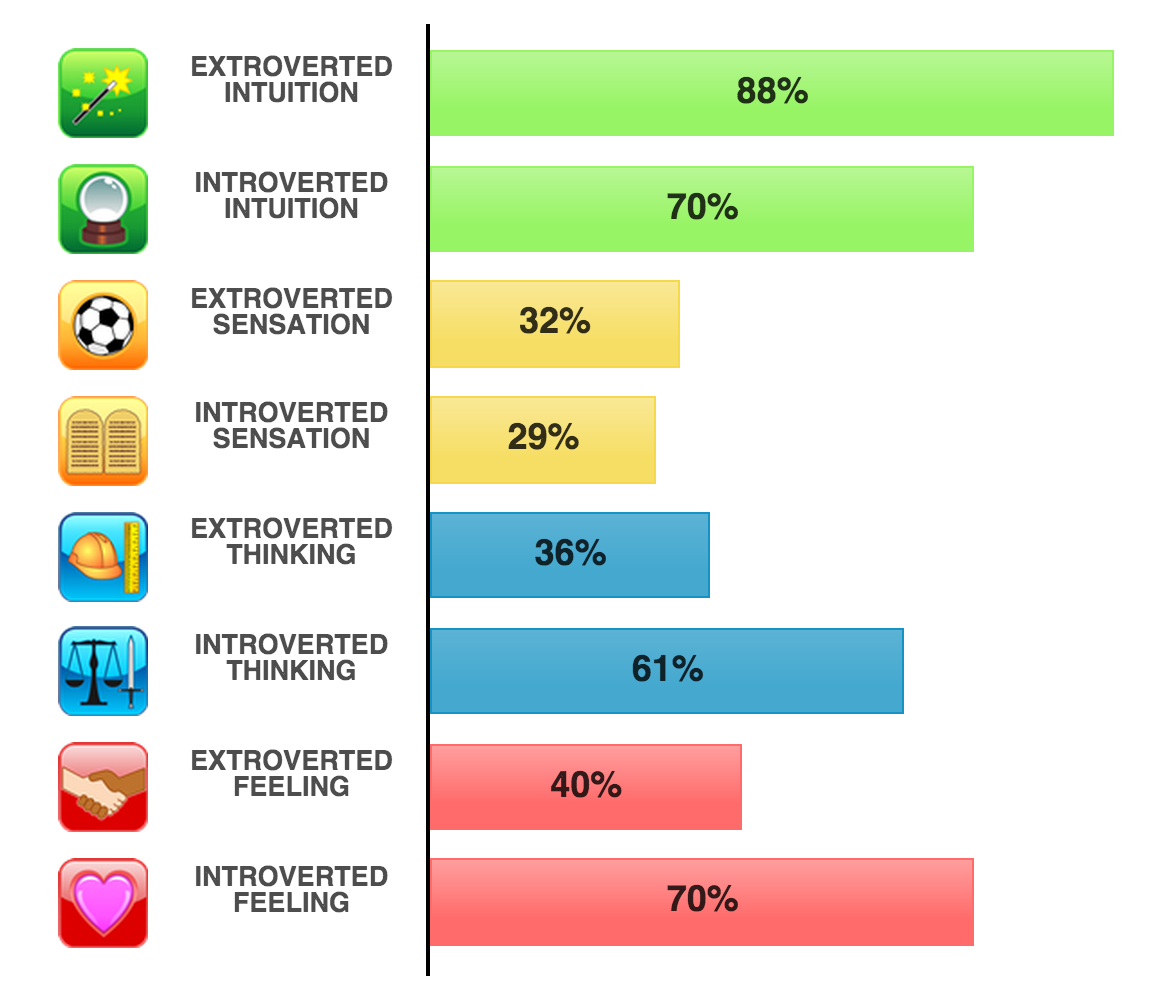 EXTROVERTED
INTUITION
88%
INTROVERTED
INTUITION
70%
EXTROVERTED
SENSATION
32%
INTROVERTED
SENSATION
29%
EXTROVERTED
THINKING
36%
INTROVERTED
THINKING
61%
EXTROVERTED
FEELING
40%
INTROVERTED
FEELING
70%